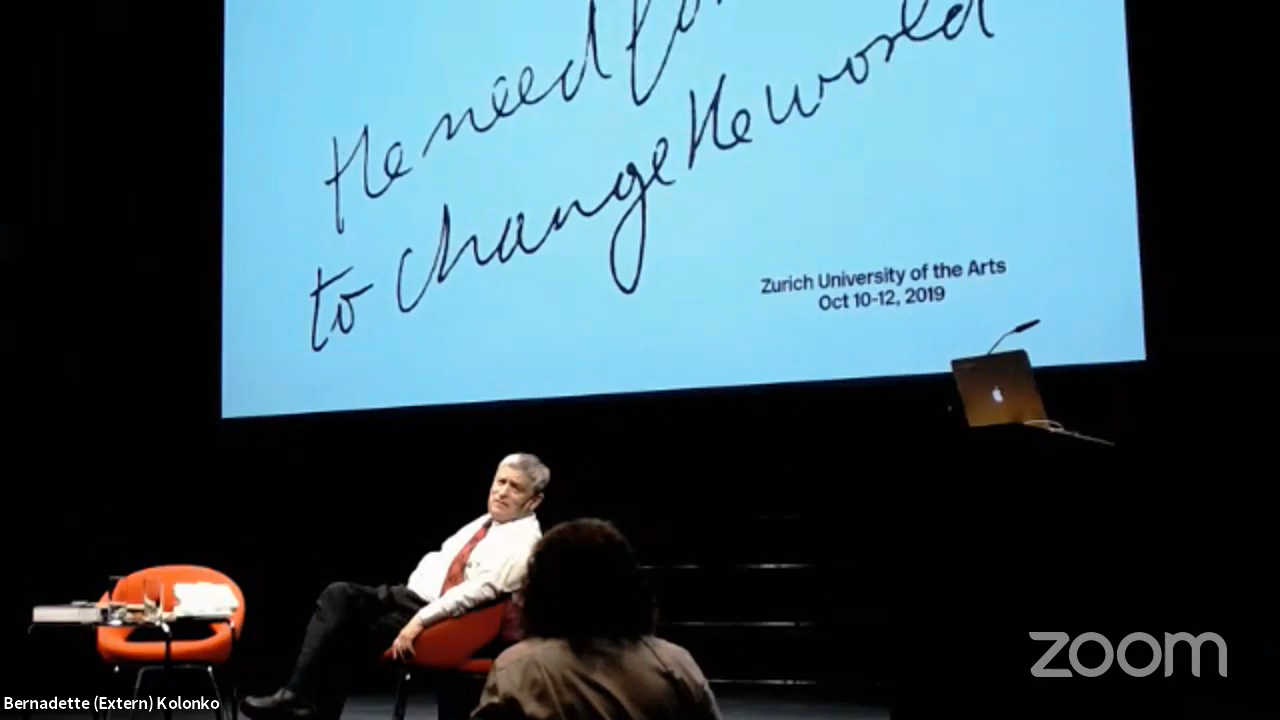 the need fo
to change the world
Zurich University of the Arts
Oct 10-12, 2019
zoom
Bernadette (Extern) Kolonko